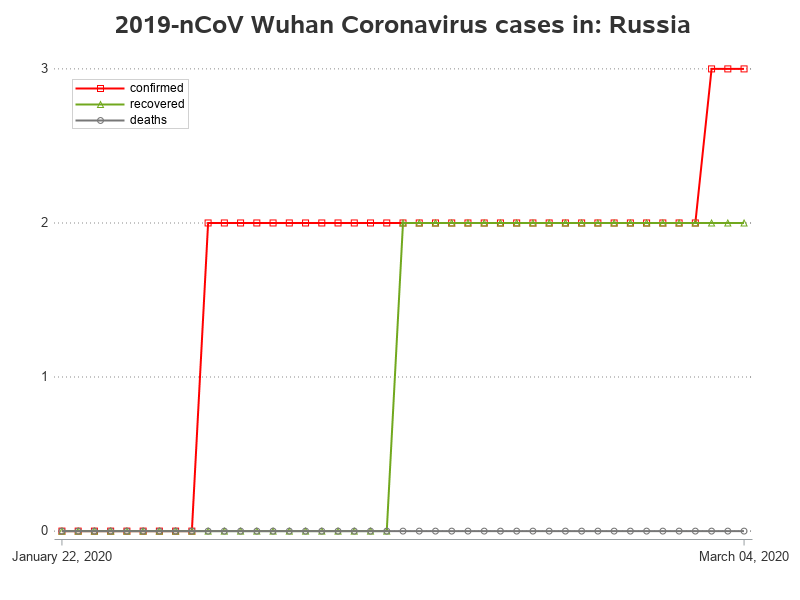 2019-nCoV Wuhan Coronavirus cases in: Russia
3
confirmed
recovered
deaths
2
1
0
January 22, 2020
March 04, 2020